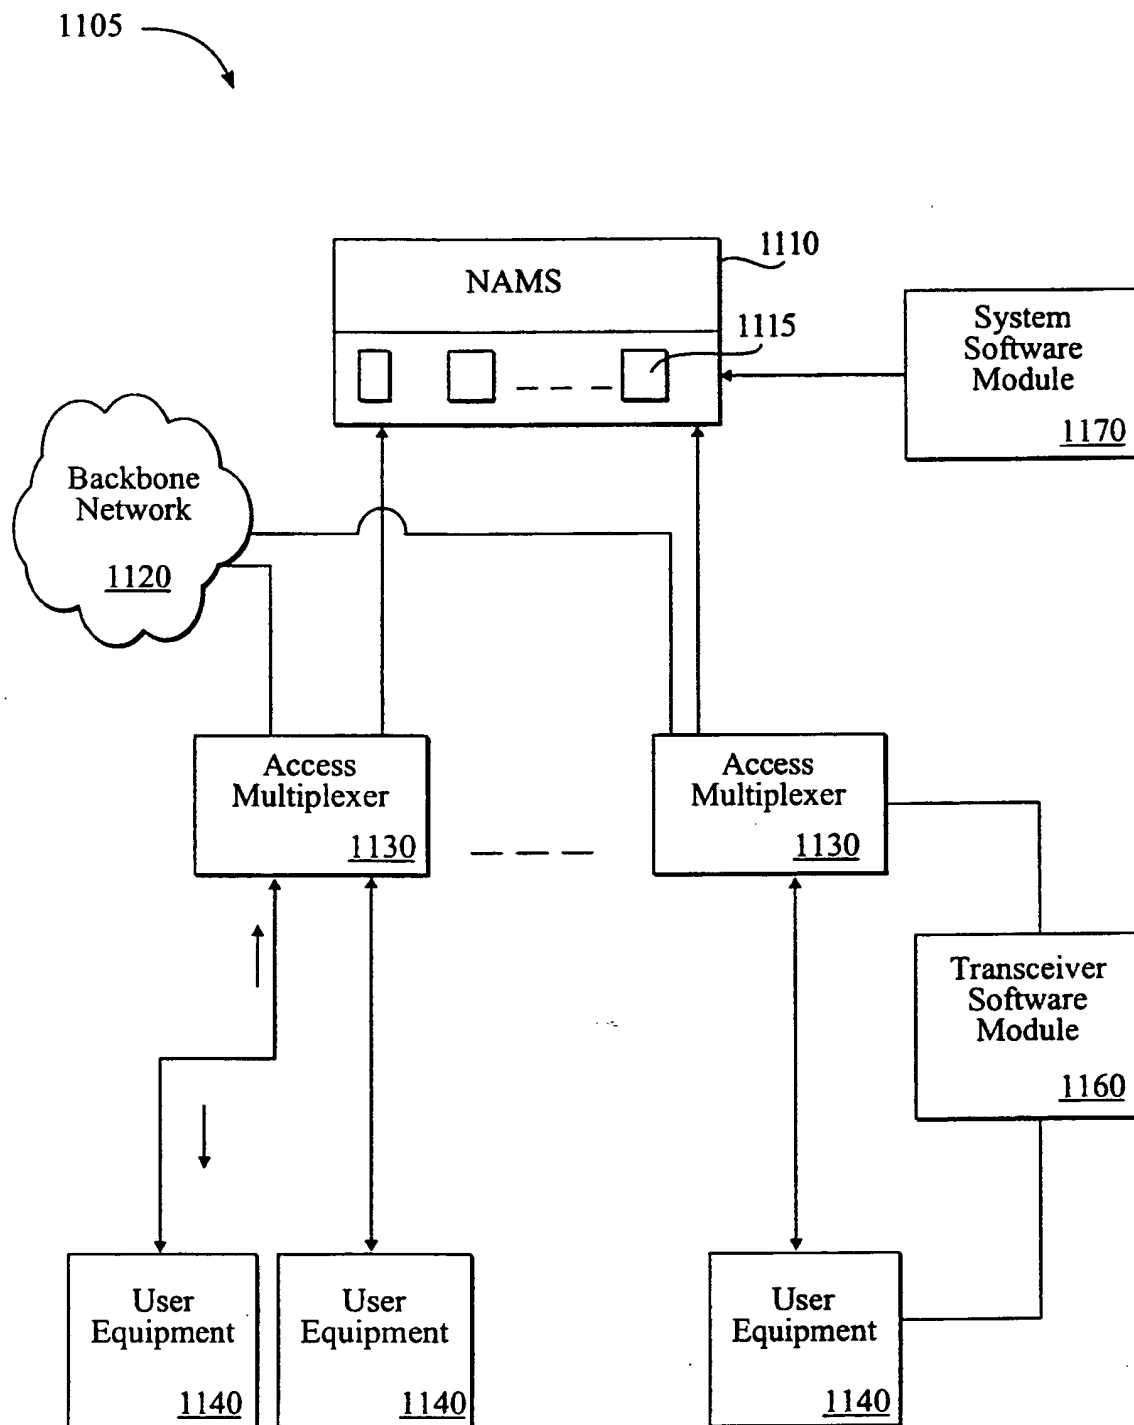 1105
1110
NAMS
1115
System
Software
Module
1170
Backbone
Network
1120
Access
Multiplexer
1130
Access
Multiplexer
1130
Transceiver
Software
Module
1160
User
Equipment
1140
User
Equipment
1140
User
Equipment
1140